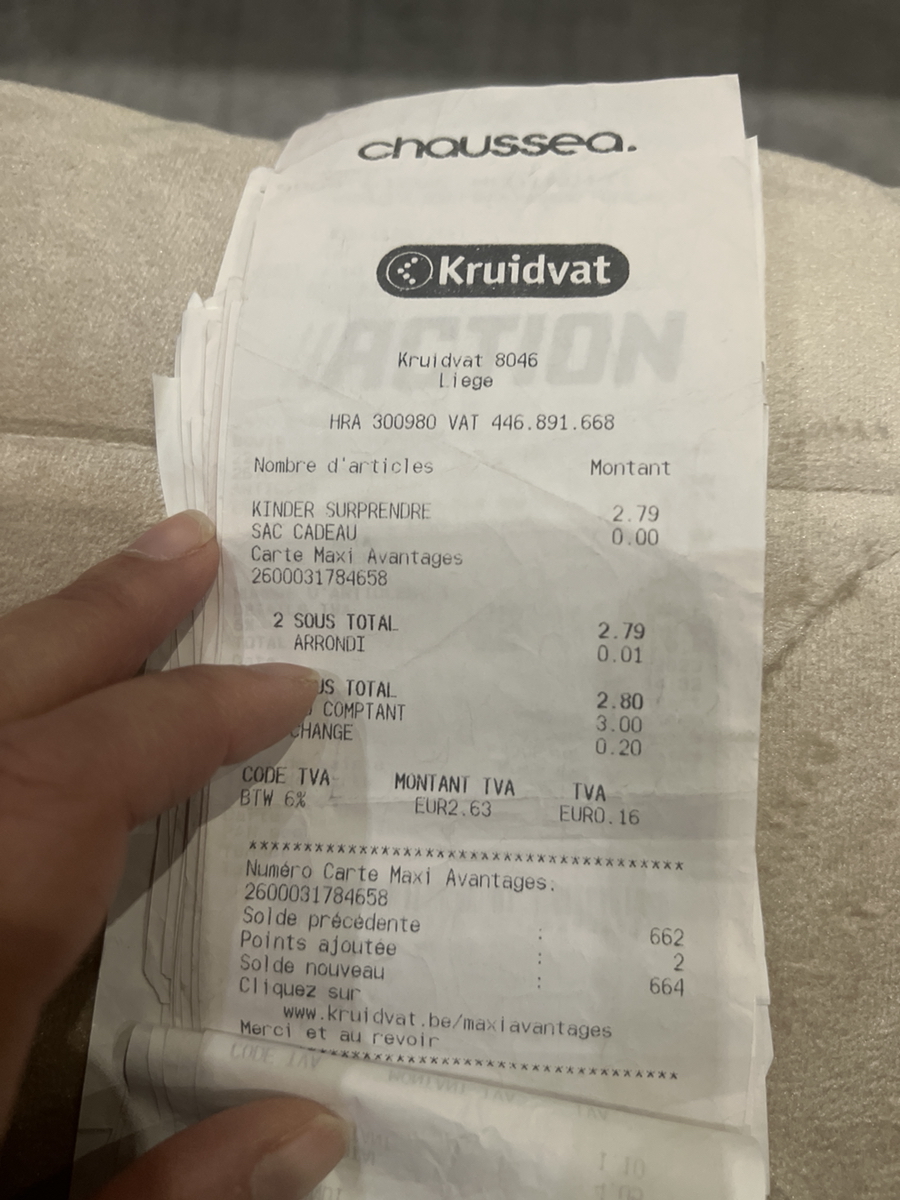 chaussea.
Kruidvat
ACTION
Kruidvat 8046
Liege
HRA 300980 VAT 446.891.668
Nombre d'articles Montant
KINDER SURPRENDRE 2.79
SAC CADEAU 0.00
Carte Maxi Avantages
2600031784658
2 SOUS TOTAL 2.79
ARRONDI 0.01
US TOTAL 2.80
COMPTANT 3.00
CHANGE 0.20
CODE TVA MONTANT TVA TVA
BTW 6% EUR2.63 EUR0.16
****************************************
Numéro Carte Maxi Avantages:
2600031784658
Solde précédente : 662
Points ajoutée : 2
Solde nouveau : 664
Cliquez sur
www.kruidvat.be/maxiavantages
Merci et au revoir
****************************************